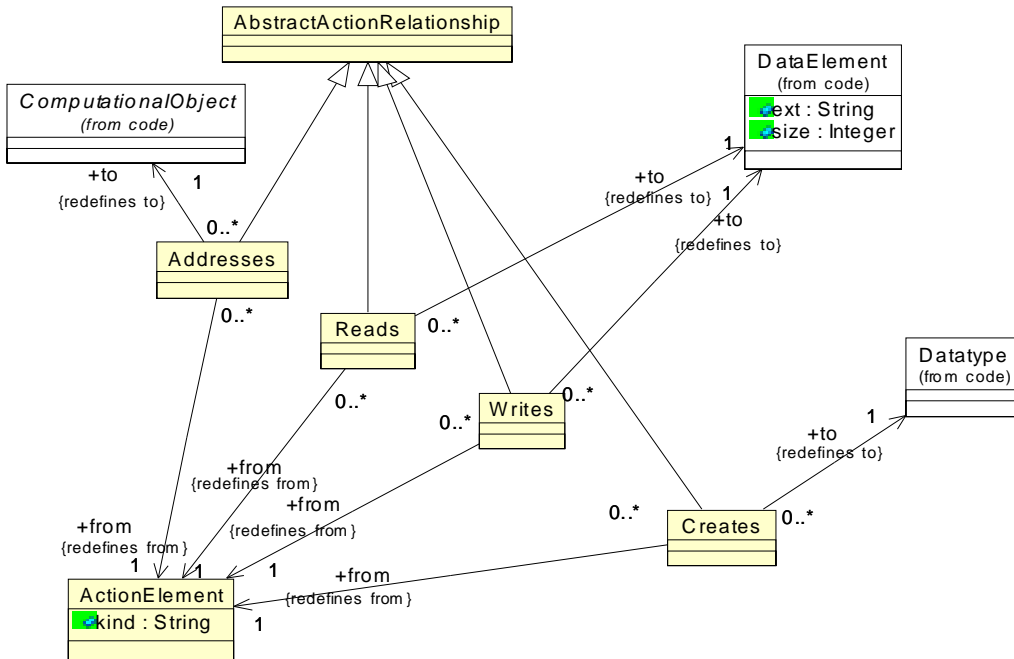 AbstractActionRelationship
ComputationalObject
(from code)
DataElement
(from code)
ext : String
size : Integer
+to
1
{redefines to}
1
+to
{redefines to}
1
+to
{redefines to}
0..*
Addresses
0..*
Reads
0..*
0..*
Datatype
(from code)
Writes
0..*
0..*
1
+to
{redefines to}
+from
{redefines from}
+from
{redefines from}
0..*
Creates
0..*
+from
{redefines from}
1
1
1
+from
{redefines from}
1
ActionElement
kind : String